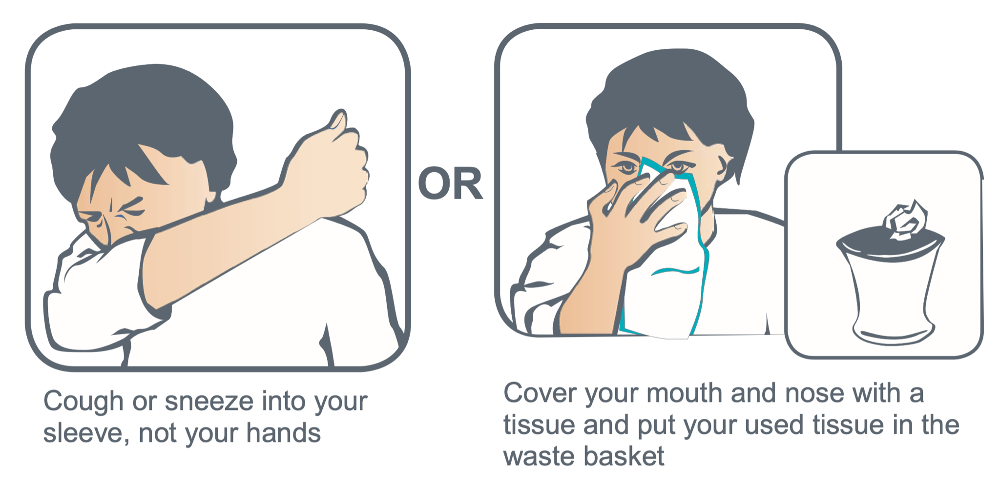 OR
Cough or sneeze into your
sleeve, not your hands
Cover your mouth and nose with a
tissue and put your used tissue in the
waste basket